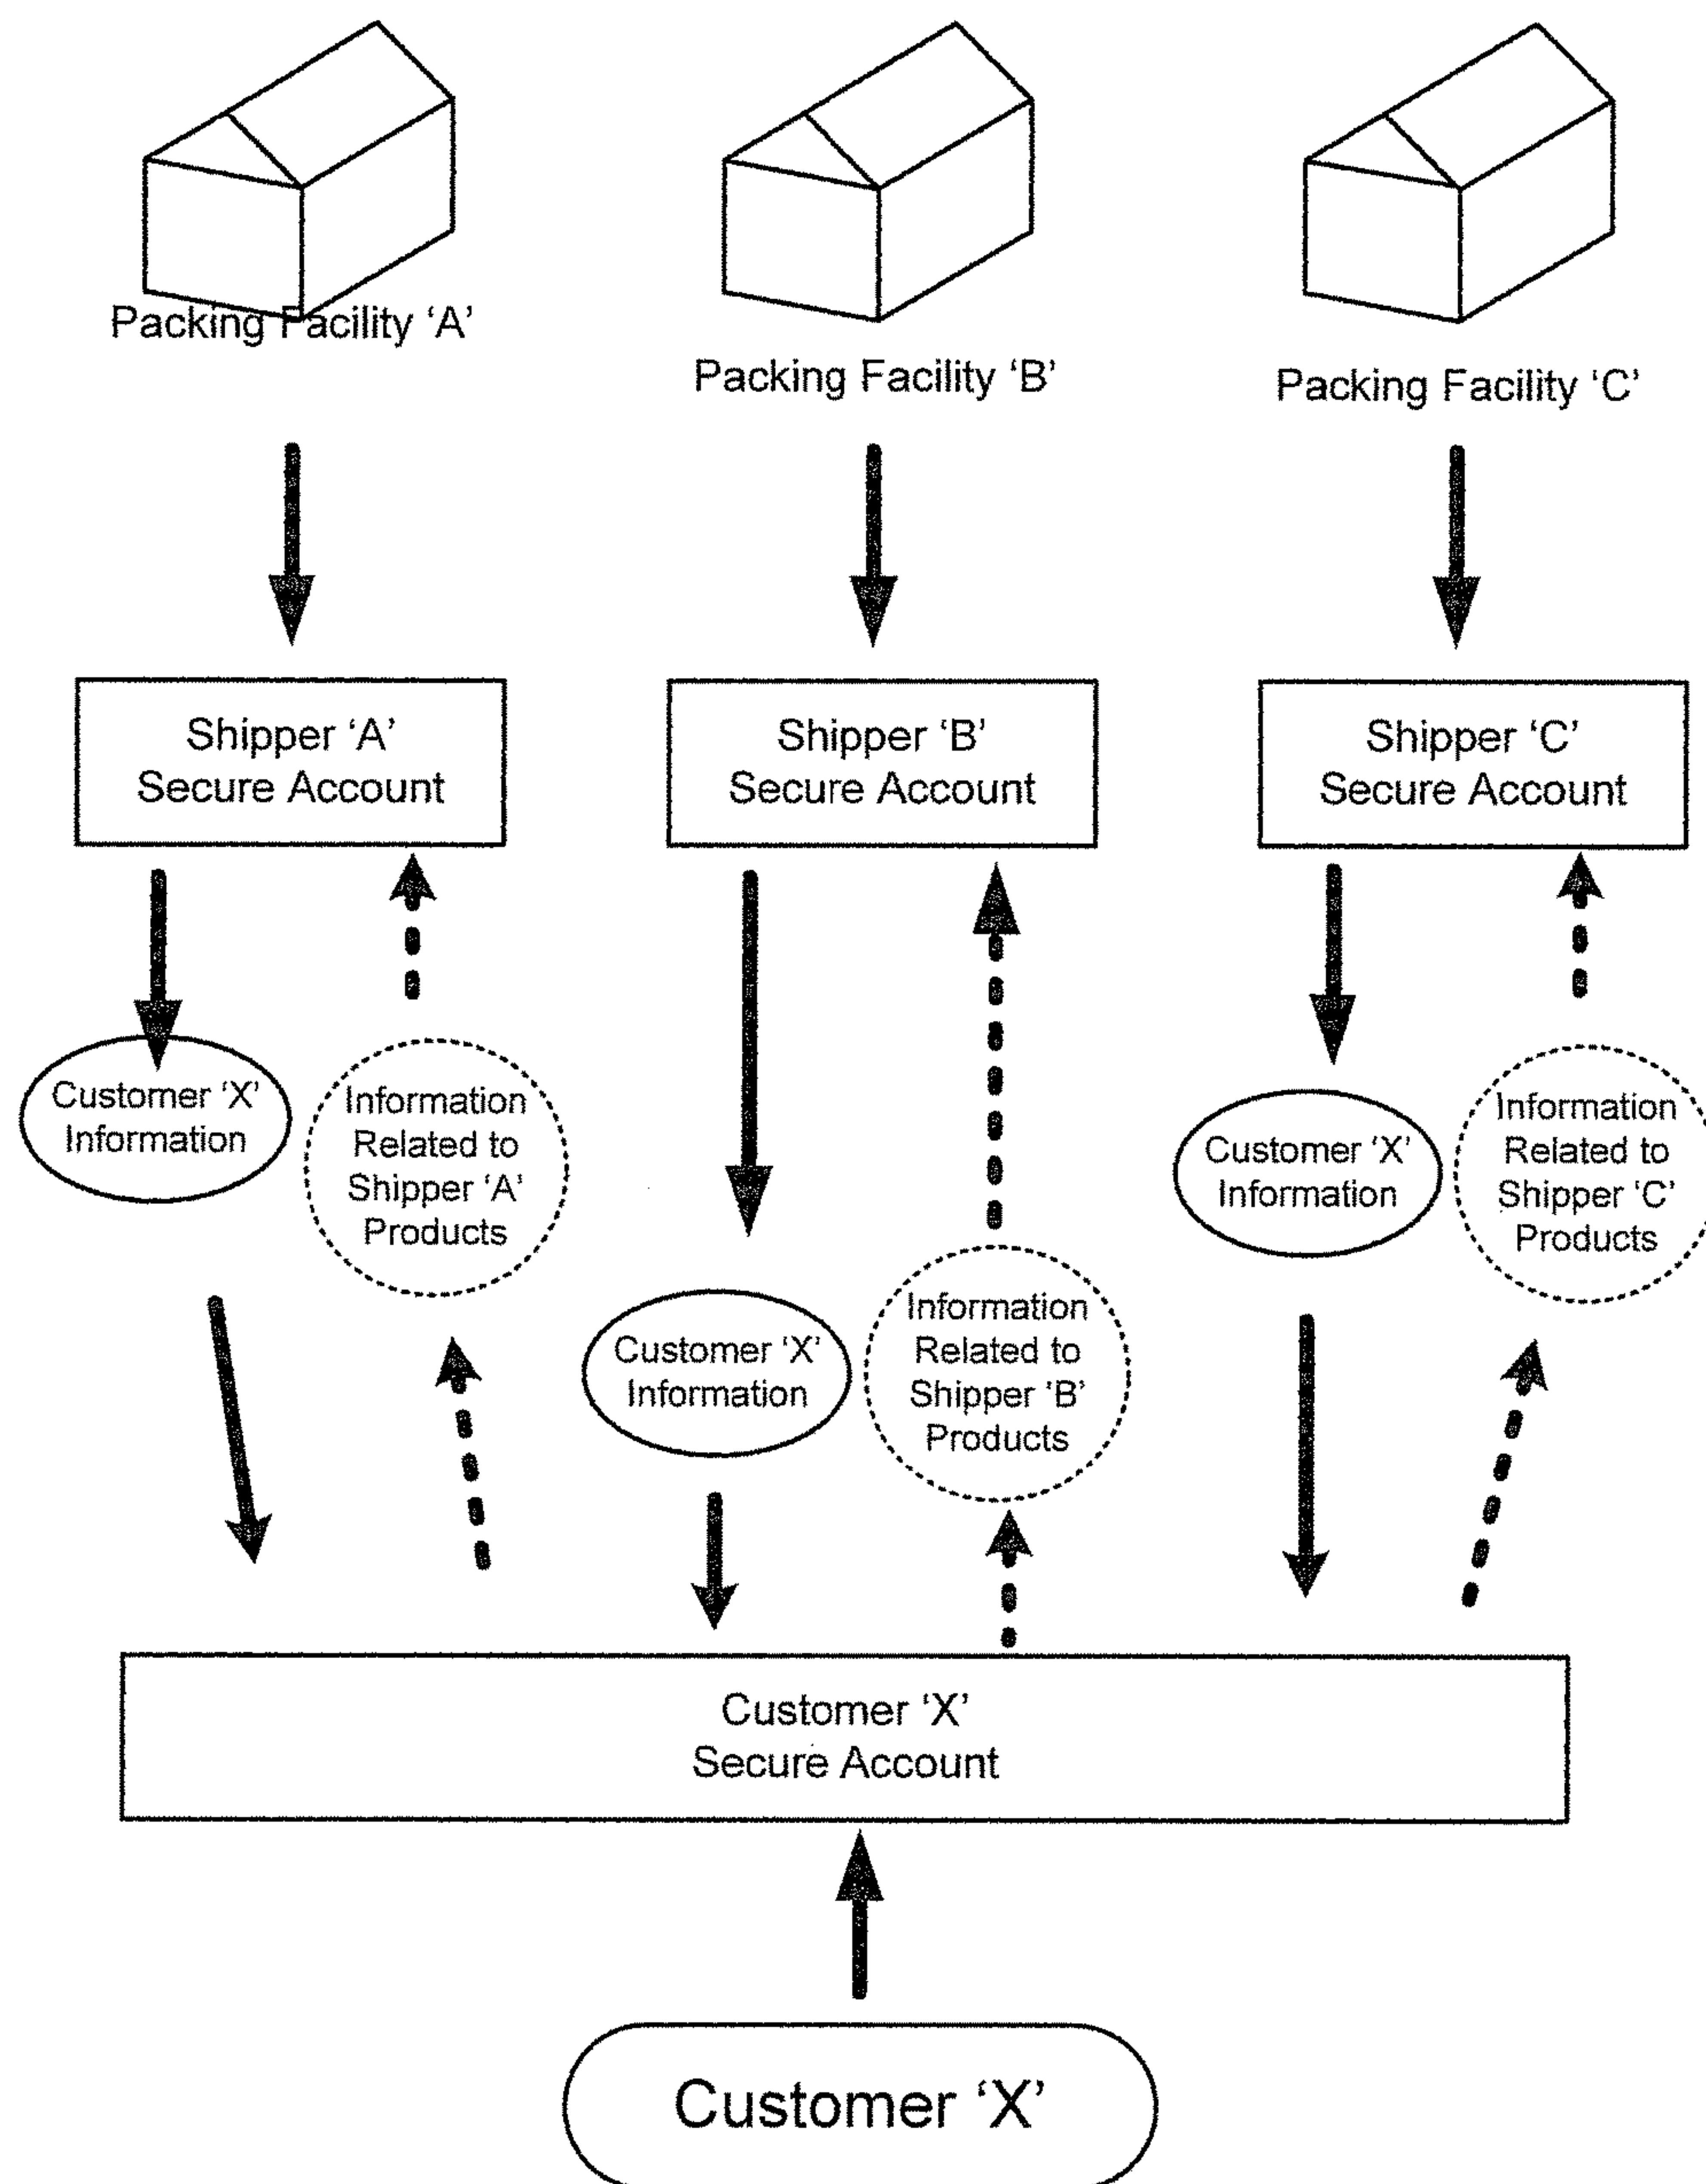 Packing Facility ‘A’
Packing Facility ‘B’
Packing Facility ‘C’
Shipper ‘A’
Secure Account
Shipper ‘B’
Secure Account
Shipper ‘C’
Secure Account
Customer ‘X’
Information
Information
Related to
Shipper ‘A’
Products
Customer ‘X’
Information
Information
Related to
Shipper ‘B’
Products
Customer ‘X’
Information
Information
Related to
Shipper ‘C’
Products
Customer ‘X’
Secure Account
Customer ‘X’